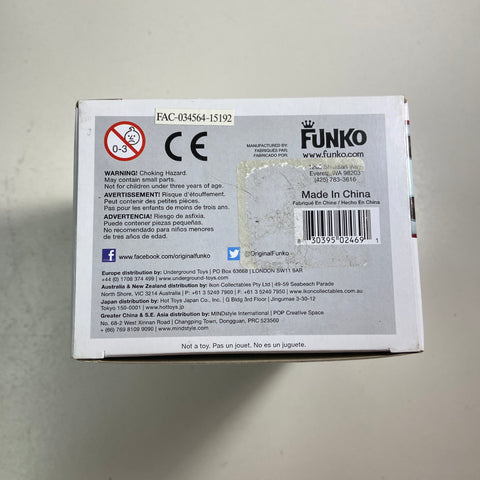 FAC-034564-15192
0-3
CE
MANUFACTURED BY:
FABRIQUÉS PAR:
FABRICADO POR:
FUNKO
www.funko.com
Everett, WA 98203
(425) 783-3616
WARNING! Choking Hazard.
May contain small parts.
Not for children under three years of age.
AVERTISSEMENT! Risque d'étouffement.
Peut contenir des petites pièces.
Pas pour les enfants de moins de trois ans.
ADVERTENCIA! Riesgo de asfixia.
Puede contener piezas pequeñas.
No recomendado para niños menores
de tres años de edad.
Made In China
Fabriqué En Chine / Hecho En China
8 30395 02469 1
www.facebook.com/originalfunko
@OriginalFunko
Europe distribution by: Underground Toys | PO Box 63668 | LONDON SW11 9AR
t. +44 (0) 1708 374 499 | underground-toys.com
Australia & New Zealand distribution by: Ikon Collectables Pty Ltd | 49-59 Seabeach Parade
North Shore, VIC 3214 Australia | P: +61 3 5240 7900 | F: +61 3 5240 7950 | www.ikoncollectables.com.au
Japan distribution by: Hot Toys Japan Co., Inc. | G Bldg 3rd Floor | Jingumae 3-30-12
Tokyo 150-0001 | www.hottoys.jp
Greater China & S.E. Asia distribution by: MINDstyle International | POP Creative Space
No. 68-2 West Xinnan Road | Changping Town, Dongguan, PRC 523560
+ (86) 769 8109 9090 | www.mindstyle.com
Not a toy. Pas un jouet. No es un juguete.